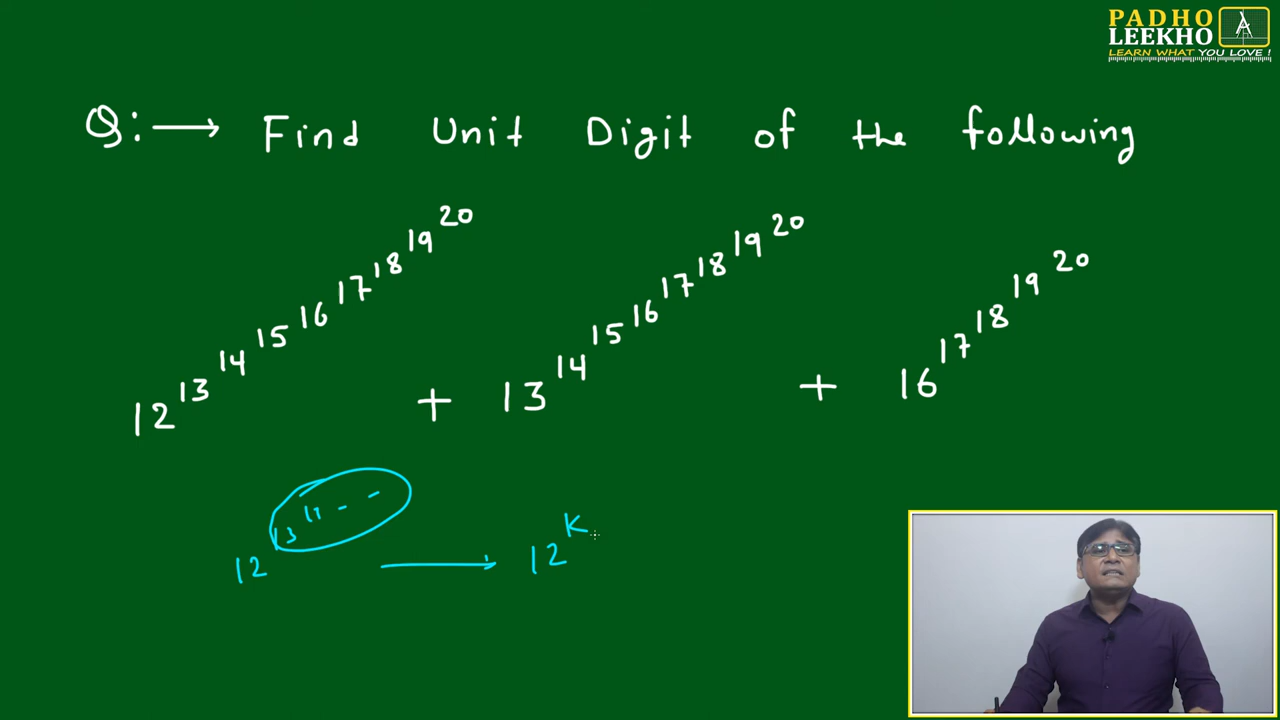 PADHO
LEEKHO
LEARN WHAT YOU LOVE !
Q:→ Find Unit Digit of the following
12^13^14^15^16^17^18^19^20 + 13^14^15^16^17^18^19^20 + 16^17^18^19^20
12^13^14^- - → 12^K